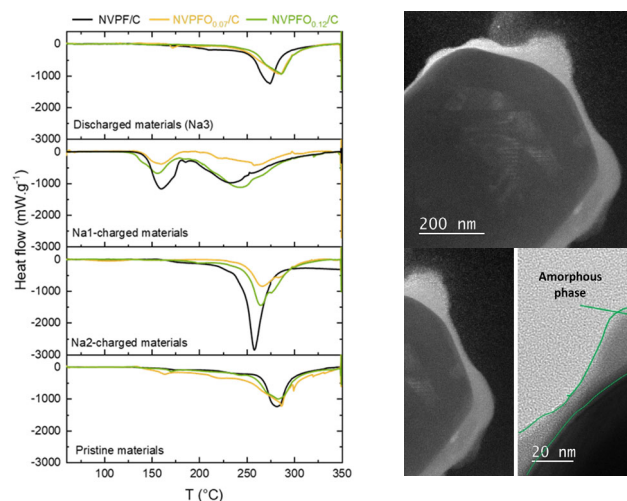 NVPF/C NVPFO0.07/C NVPFO0.12/C
0
-1000
-2000
-3000
Discharged materials (Na3)
0
-1000
-2000
-3000
Na1-charged materials
0
-1000
-2000
-3000
Na2-charged materials
0
-1000
-2000
-3000
Pristine materials
Heat flow (mW.g⁻¹)
100 150 200 250 300 350
T (°C)
200 nm
Amorphous
phase
20 nm